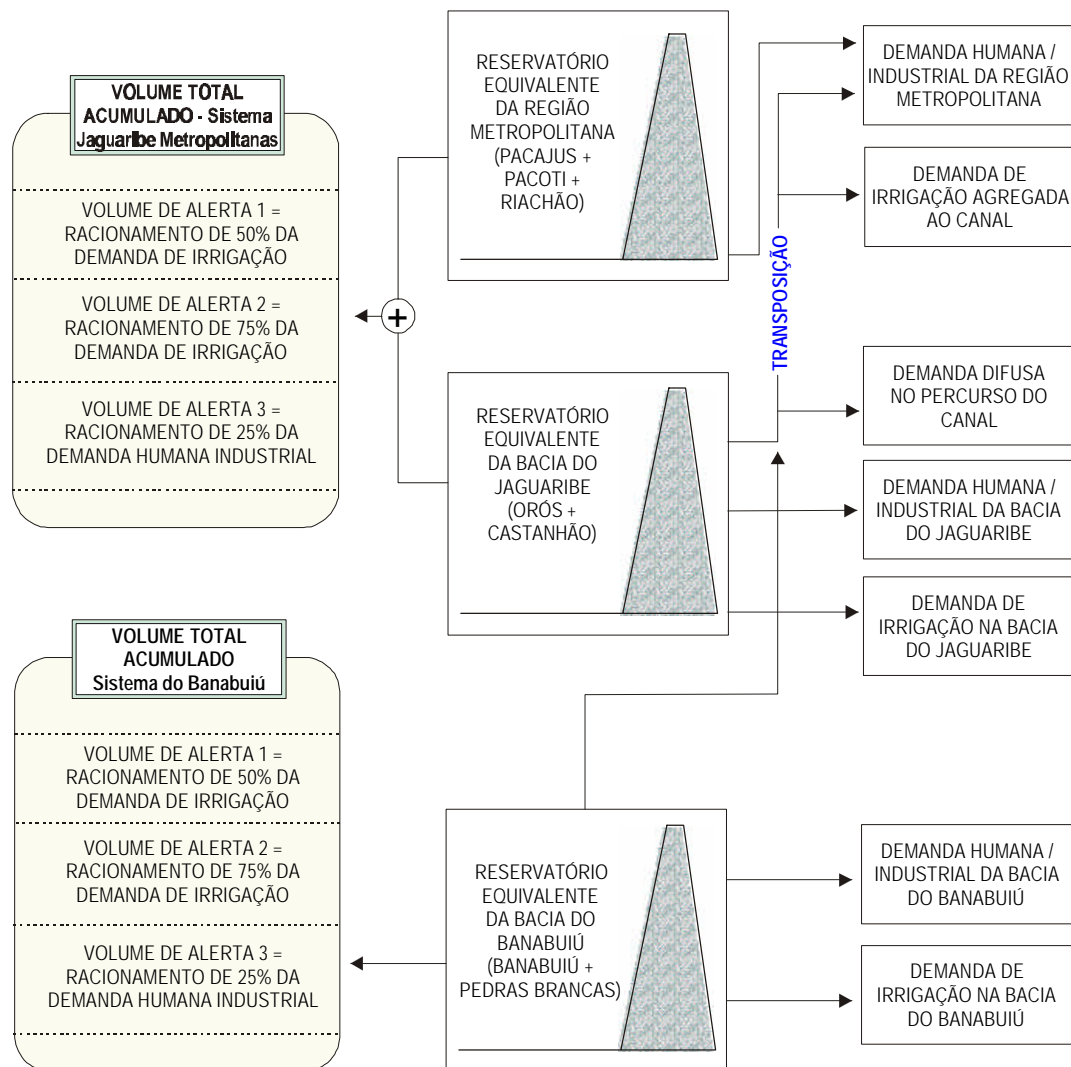 VOLUME TOTAL
ACUMULADO - Sistema
Jaguaribe Metropolitanas
VOLUME DE ALERTA 1 =
RACIONAMENTO DE 50% DA
DEMANDA DE IRRIGAÇÃO
VOLUME DE ALERTA 2 =
RACIONAMENTO DE 75% DA
DEMANDA DE IRRIGAÇÃO
VOLUME DE ALERTA 3 =
RACIONAMENTO DE 25% DA
DEMANDA HUMANA INDUSTRIAL
+
RESERVATÓRIO
EQUIVALENTE
DA REGIÃO
METROPOLITANA
(PACAJUS +
PACOTI +
RIACHÃO)
RESERVATÓRIO
EQUIVALENTE
DA BACIA DO
JAGUARIBE
(ORÓS +
CASTANHÃO)
TRANSPOSIÇÃO
DEMANDA HUMANA /
INDUSTRIAL DA REGIÃO
METROPOLITANA
DEMANDA DE
IRRIGAÇÃO AGREGADA
AO CANAL
DEMANDA DIFUSA
NO PERCURSO DO
CANAL
DEMANDA HUMANA /
INDUSTRIAL DA BACIA
DO JAGUARIBE
DEMANDA DE
IRRIGAÇÃO NA BACIA
DO JAGUARIBE
VOLUME TOTAL
ACUMULADO
Sistema do Banabuiú
VOLUME DE ALERTA 1 =
RACIONAMENTO DE 50% DA
DEMANDA DE IRRIGAÇÃO
VOLUME DE ALERTA 2 =
RACIONAMENTO DE 75% DA
DEMANDA DE IRRIGAÇÃO
VOLUME DE ALERTA 3 =
RACIONAMENTO DE 25% DA
DEMANDA HUMANA INDUSTRIAL
RESERVATÓRIO
EQUIVALENTE
DA BACIA DO
BANABUIÚ
(BANABUIÚ +
PEDRAS BRANCAS)
DEMANDA HUMANA /
INDUSTRIAL DA BACIA
DO BANABUIÚ
DEMANDA DE
IRRIGAÇÃO NA BACIA
DO BANABUIÚ